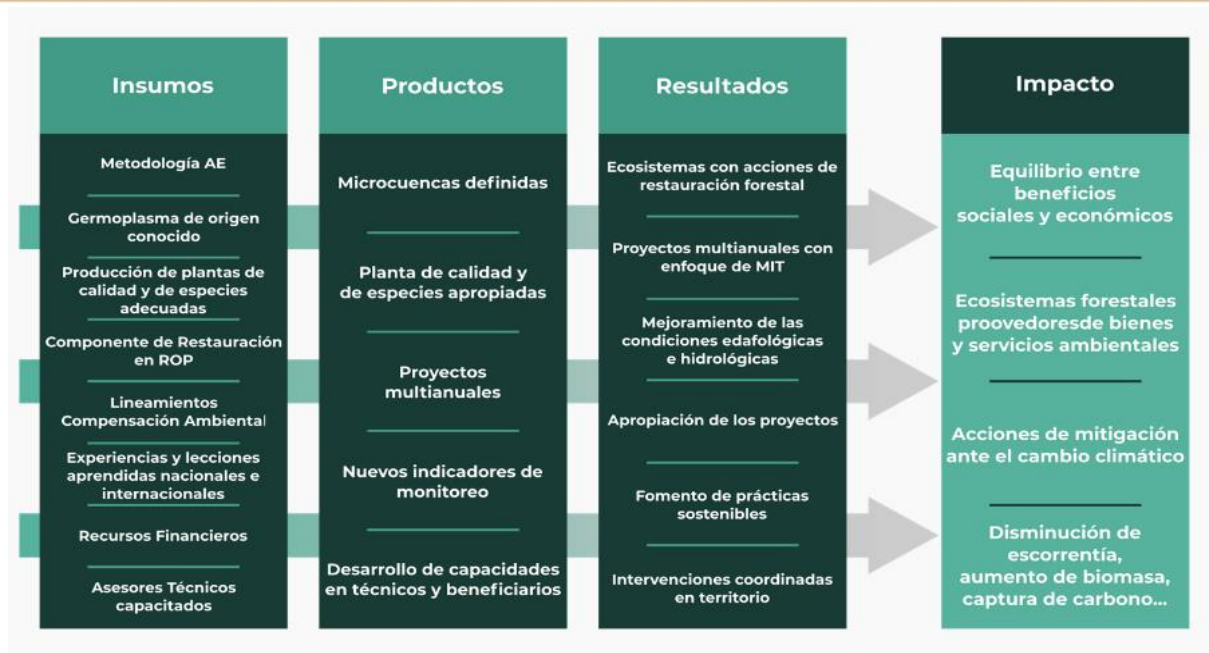 Insumos
Metodología AE
Germoplasma de origen
conocido
Producción de plantas de
calidad y de especies
adecuadas
Componente de Restauración
en ROP
Lineamientos
Compensación Ambiental
Experiencias y lecciones
aprendidas nacionales e
internacionales
Recursos Financieros
Asesores Técnicos
capacitados
Productos
Microcuencas definidas
Planta de calidad y
de especies apropiadas
Proyectos
multianuales
Nuevos indicadores de
monitoreo
Desarrollo de capacidades
en técnicos y beneficiarios
Resultados
Ecosistemas con acciones de
restauración forestal
Proyectos multianuales con
enfoque de MIT
Mejoramiento de las
condiciones edafológicas
e hidrológicas
Apropiación de los proyectos
Fomento de prácticas
sostenibles
Intervenciones coordinadas
en territorio
Impacto
Equilibrio entre
beneficios
sociales y económicos
Ecosistemas forestales
proovedoresde bienes
y servicios ambientales
Acciones de mitigación
ante el cambio climático
Disminución de
escorrentía,
aumento de biomasa,
captura de carbono...